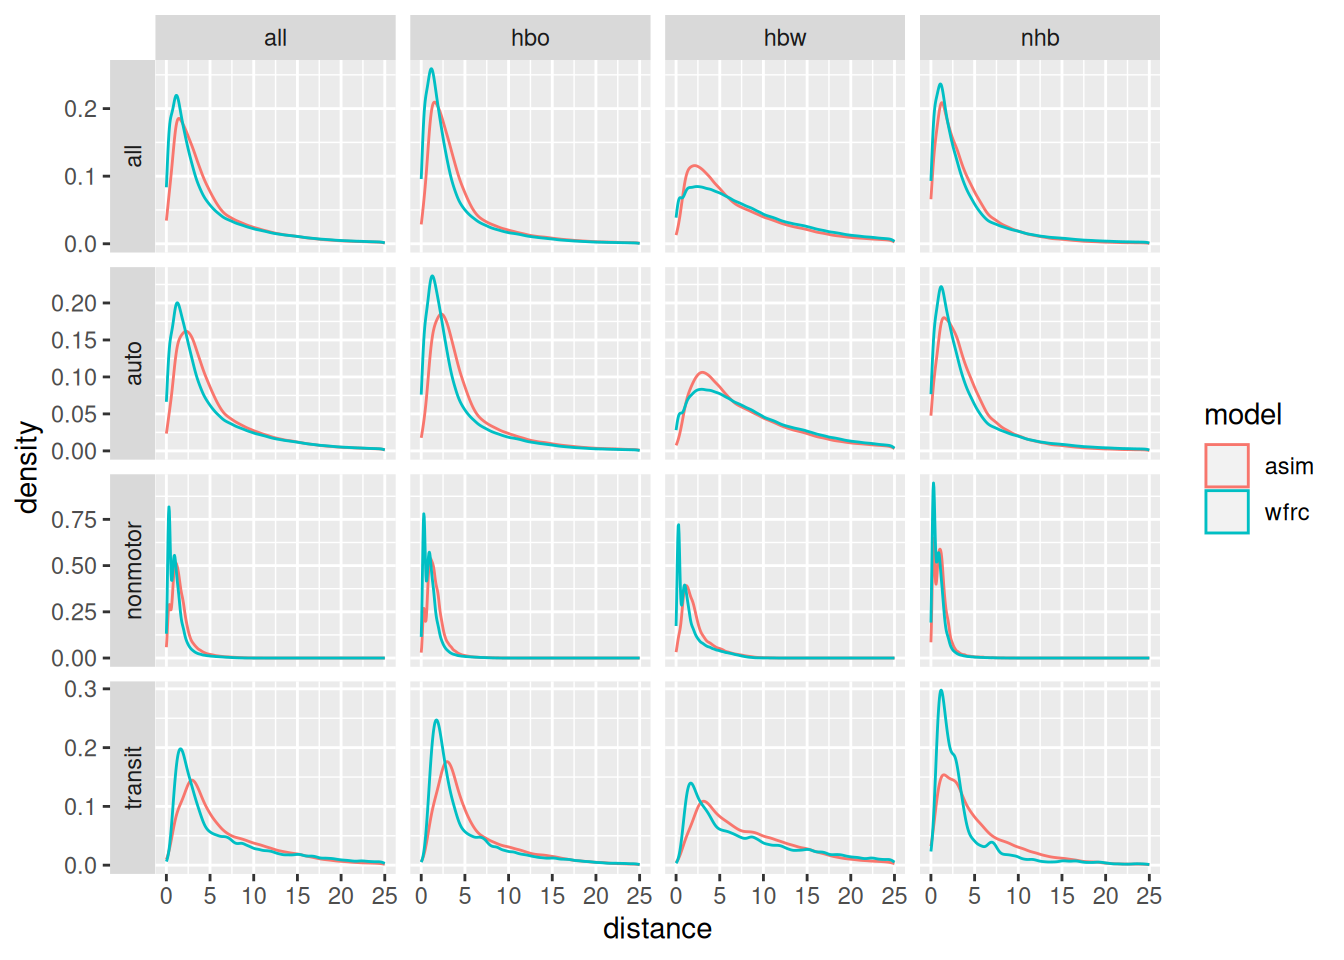 all hbo hbw nhb
all
0.2
0.1
0.0
auto
0.20
0.15
0.10
0.05
0.00
nonmotor
0.75
0.50
0.25
0.00
transit
0.3
0.2
0.1
0.0
0 5 10 15 20 25 0 5 10 15 20 25 0 5 10 15 20 25 0 5 10 15 20 25
distance
density
model
asim
wfrc